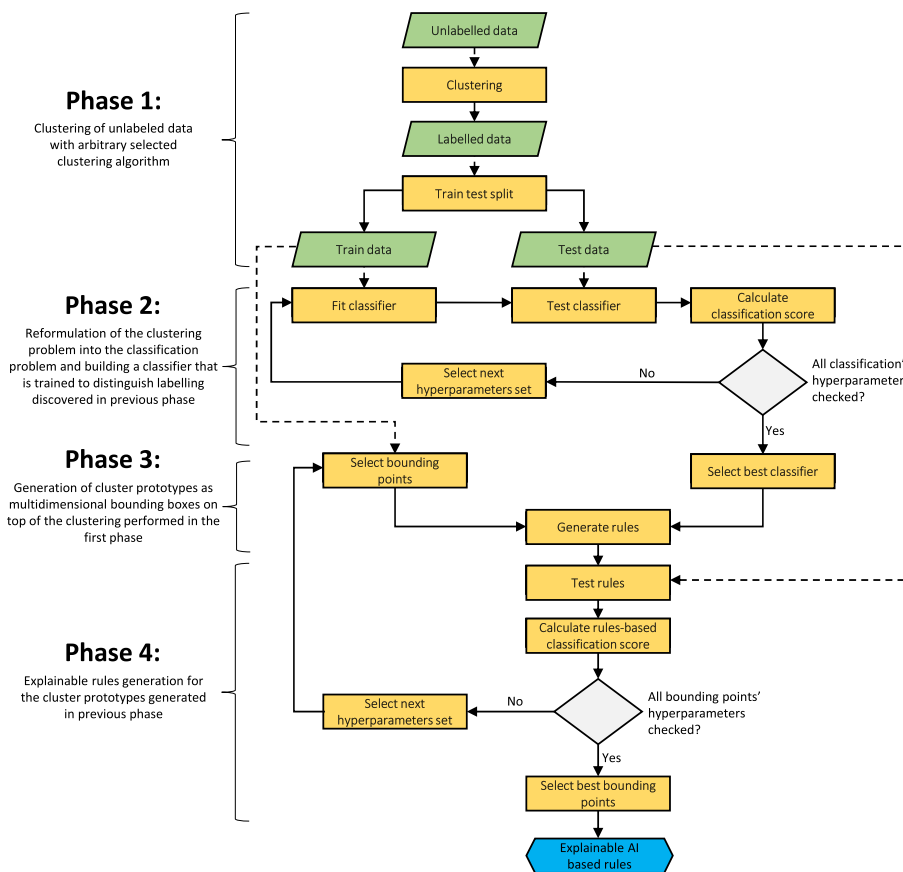 Unlabelled data
Clustering
Phase 1:
Clustering of unlabeled data
with arbitrary selected
clustering algorithm
Labelled data
Train test split
Train data
Test data
Phase 2:
Reformulation of the clustering
problem into the classification
problem and building a classifier that
is trained to distinguish labelling
discovered in previous phase
Fit classifier
Test classifier
Calculate
classification score
All classification'
hyperparameter
checked?
No
Select next
hyperparameters set
Yes
Phase 3:
Generation of cluster prototypes as
multidimensional bounding boxes on
top of the clustering performed in the
first phase
Select bounding
points
Select best classifier
Generate rules
Test rules
Phase 4:
Explainable rules generation for
the cluster prototypes generated
in previous phase
Calculate rules-based
classification score
All bounding points'
hyperparameters
checked?
No
Select next
hyperparameters set
Yes
Select best bounding
points
Explainable AI
based rules